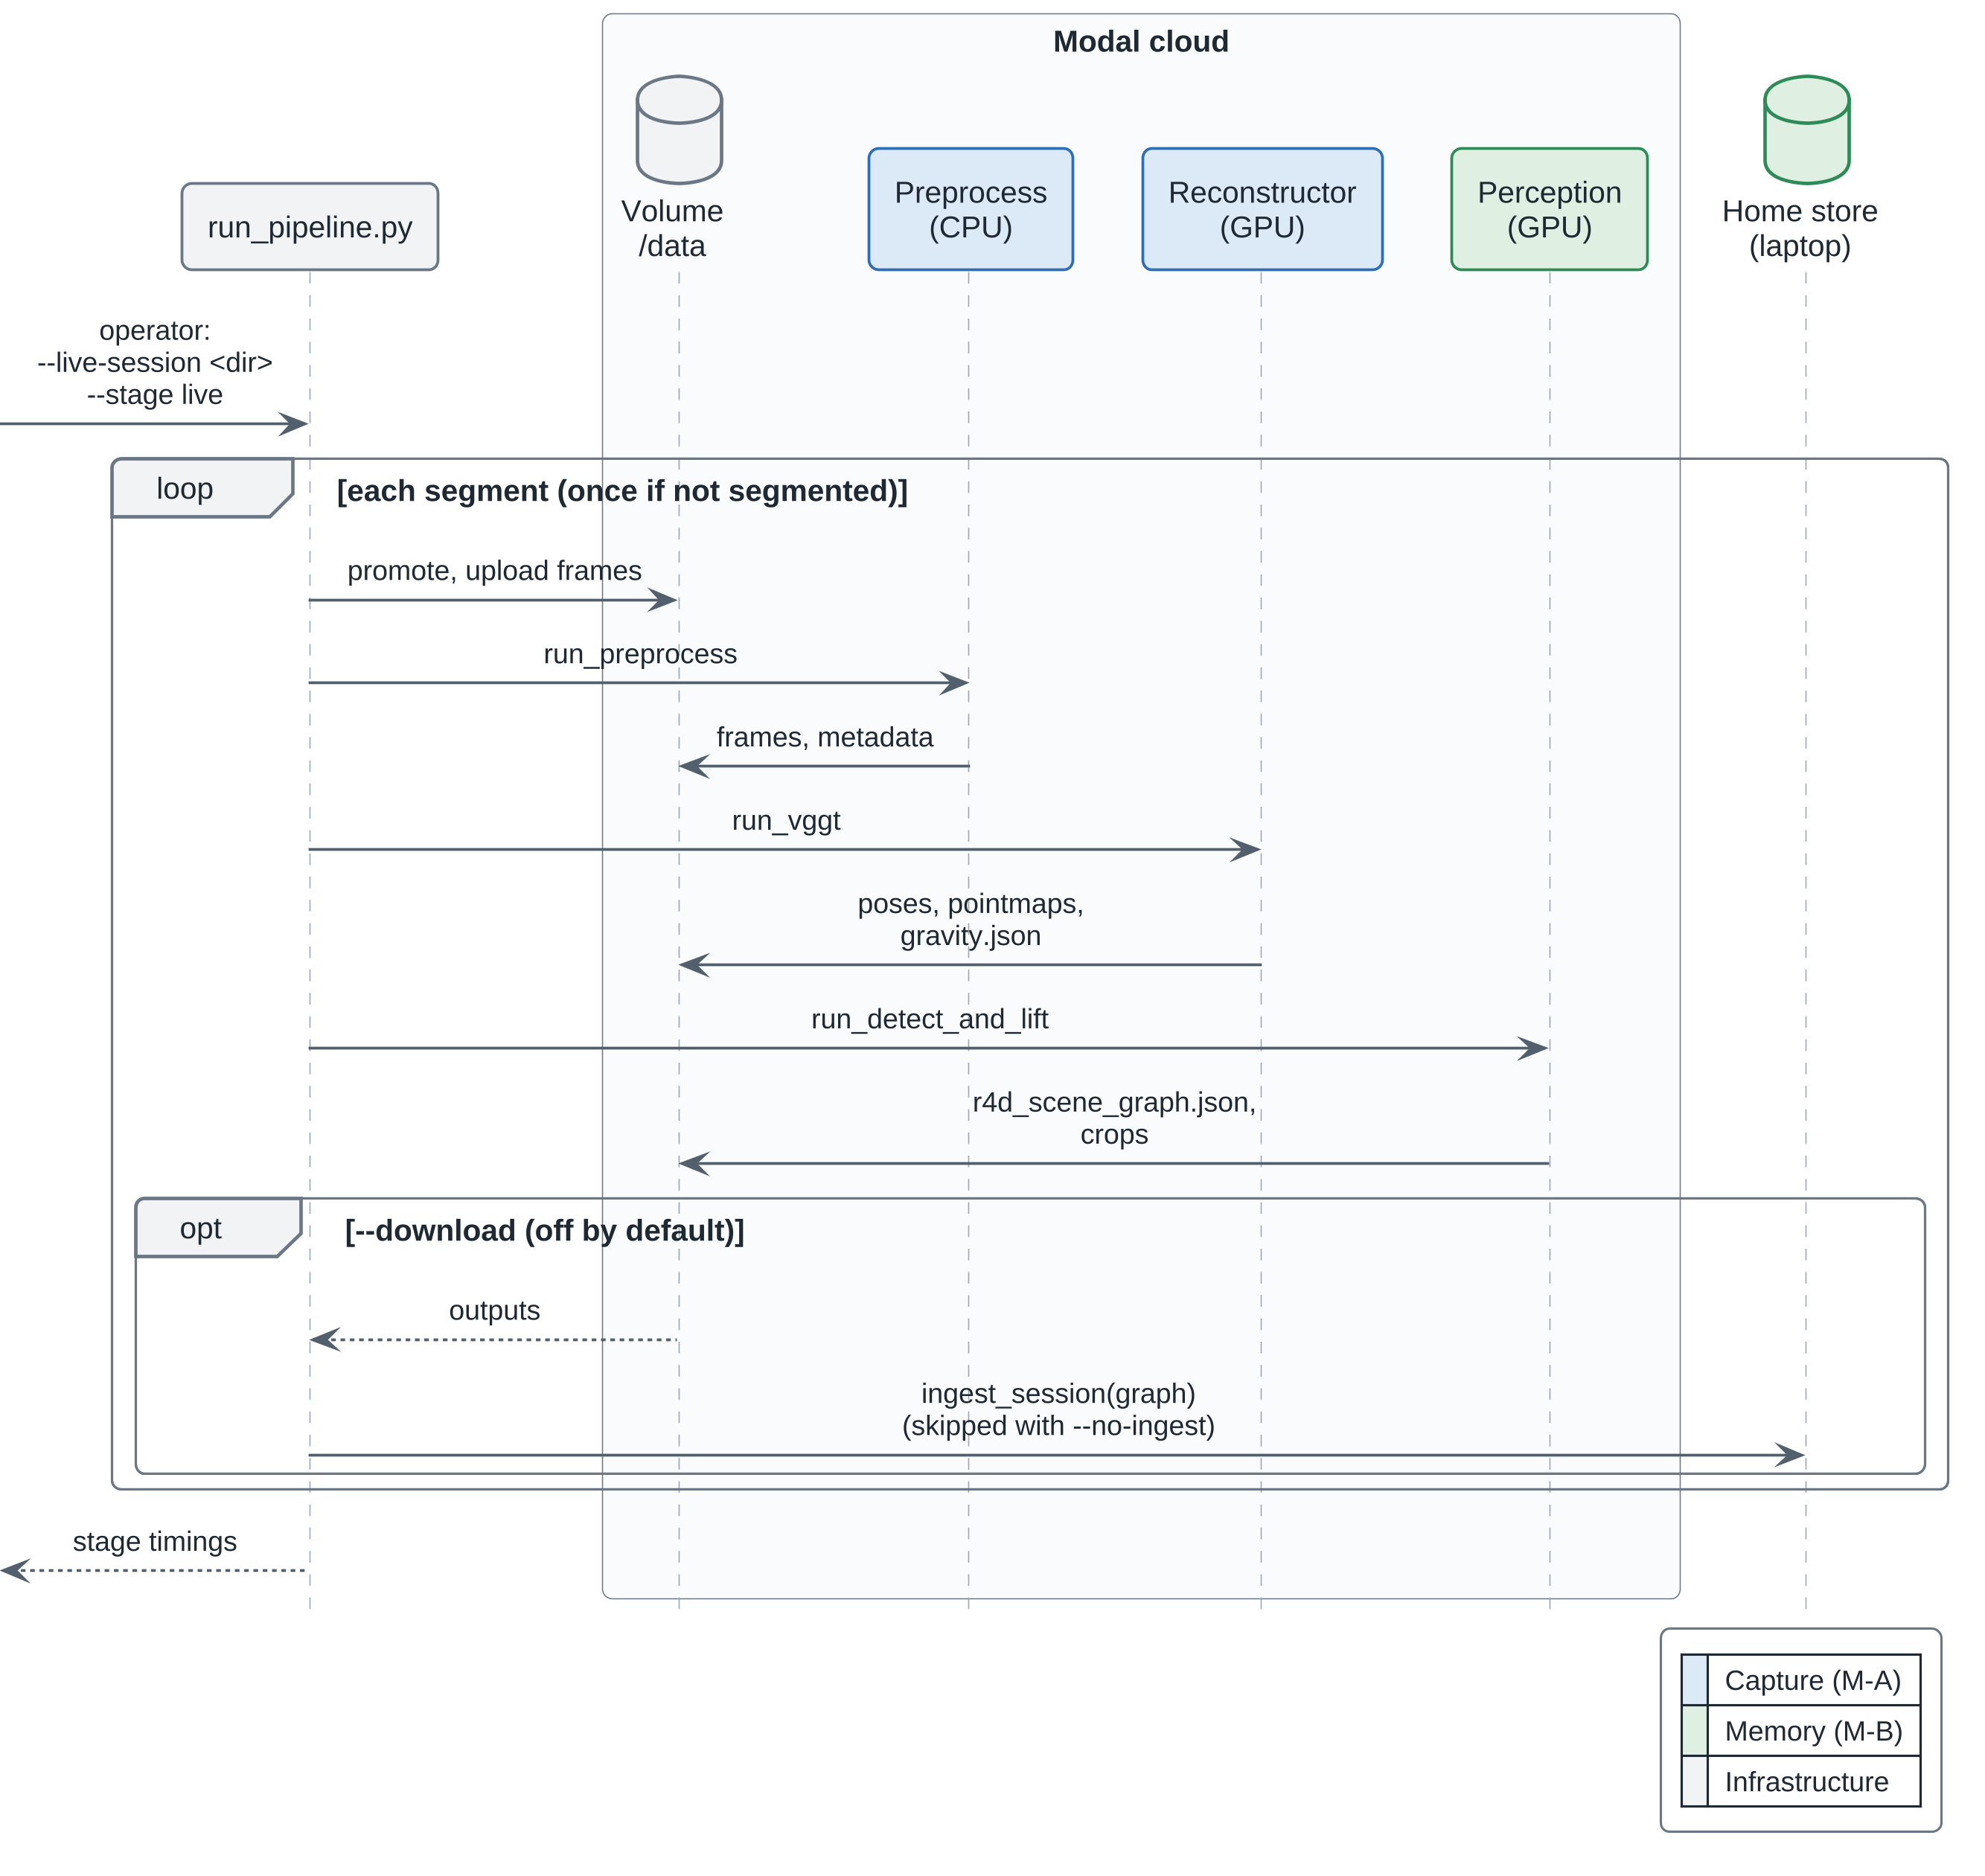 Modal cloud
run_pipeline.py
Volume
/data
Preprocess
(CPU)
Reconstructor
(GPU)
Perception
(GPU)
Home store
(laptop)
operator:
--live-session <dir>
--stage live
loop
[each segment (once if not segmented)]
promote, upload frames
run_preprocess
frames, metadata
run_vggt
poses, pointmaps,
gravity.json
run_detect_and_lift
r4d_scene_graph.json,
crops
opt
[--download (off by default)]
outputs
ingest_session(graph)
(skipped with --no-ingest)
stage timings
Capture (M-A)
Memory (M-B)
Infrastructure